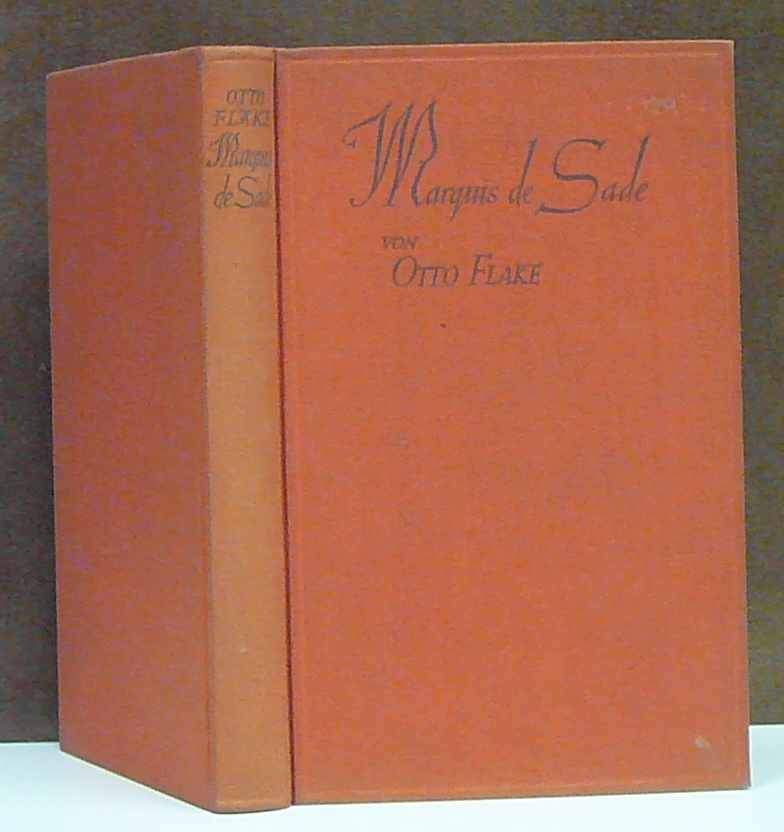 OTTO
FLAKE
Marquis
de Sade
Marquis de Sade
VON
OTTO FLAKE